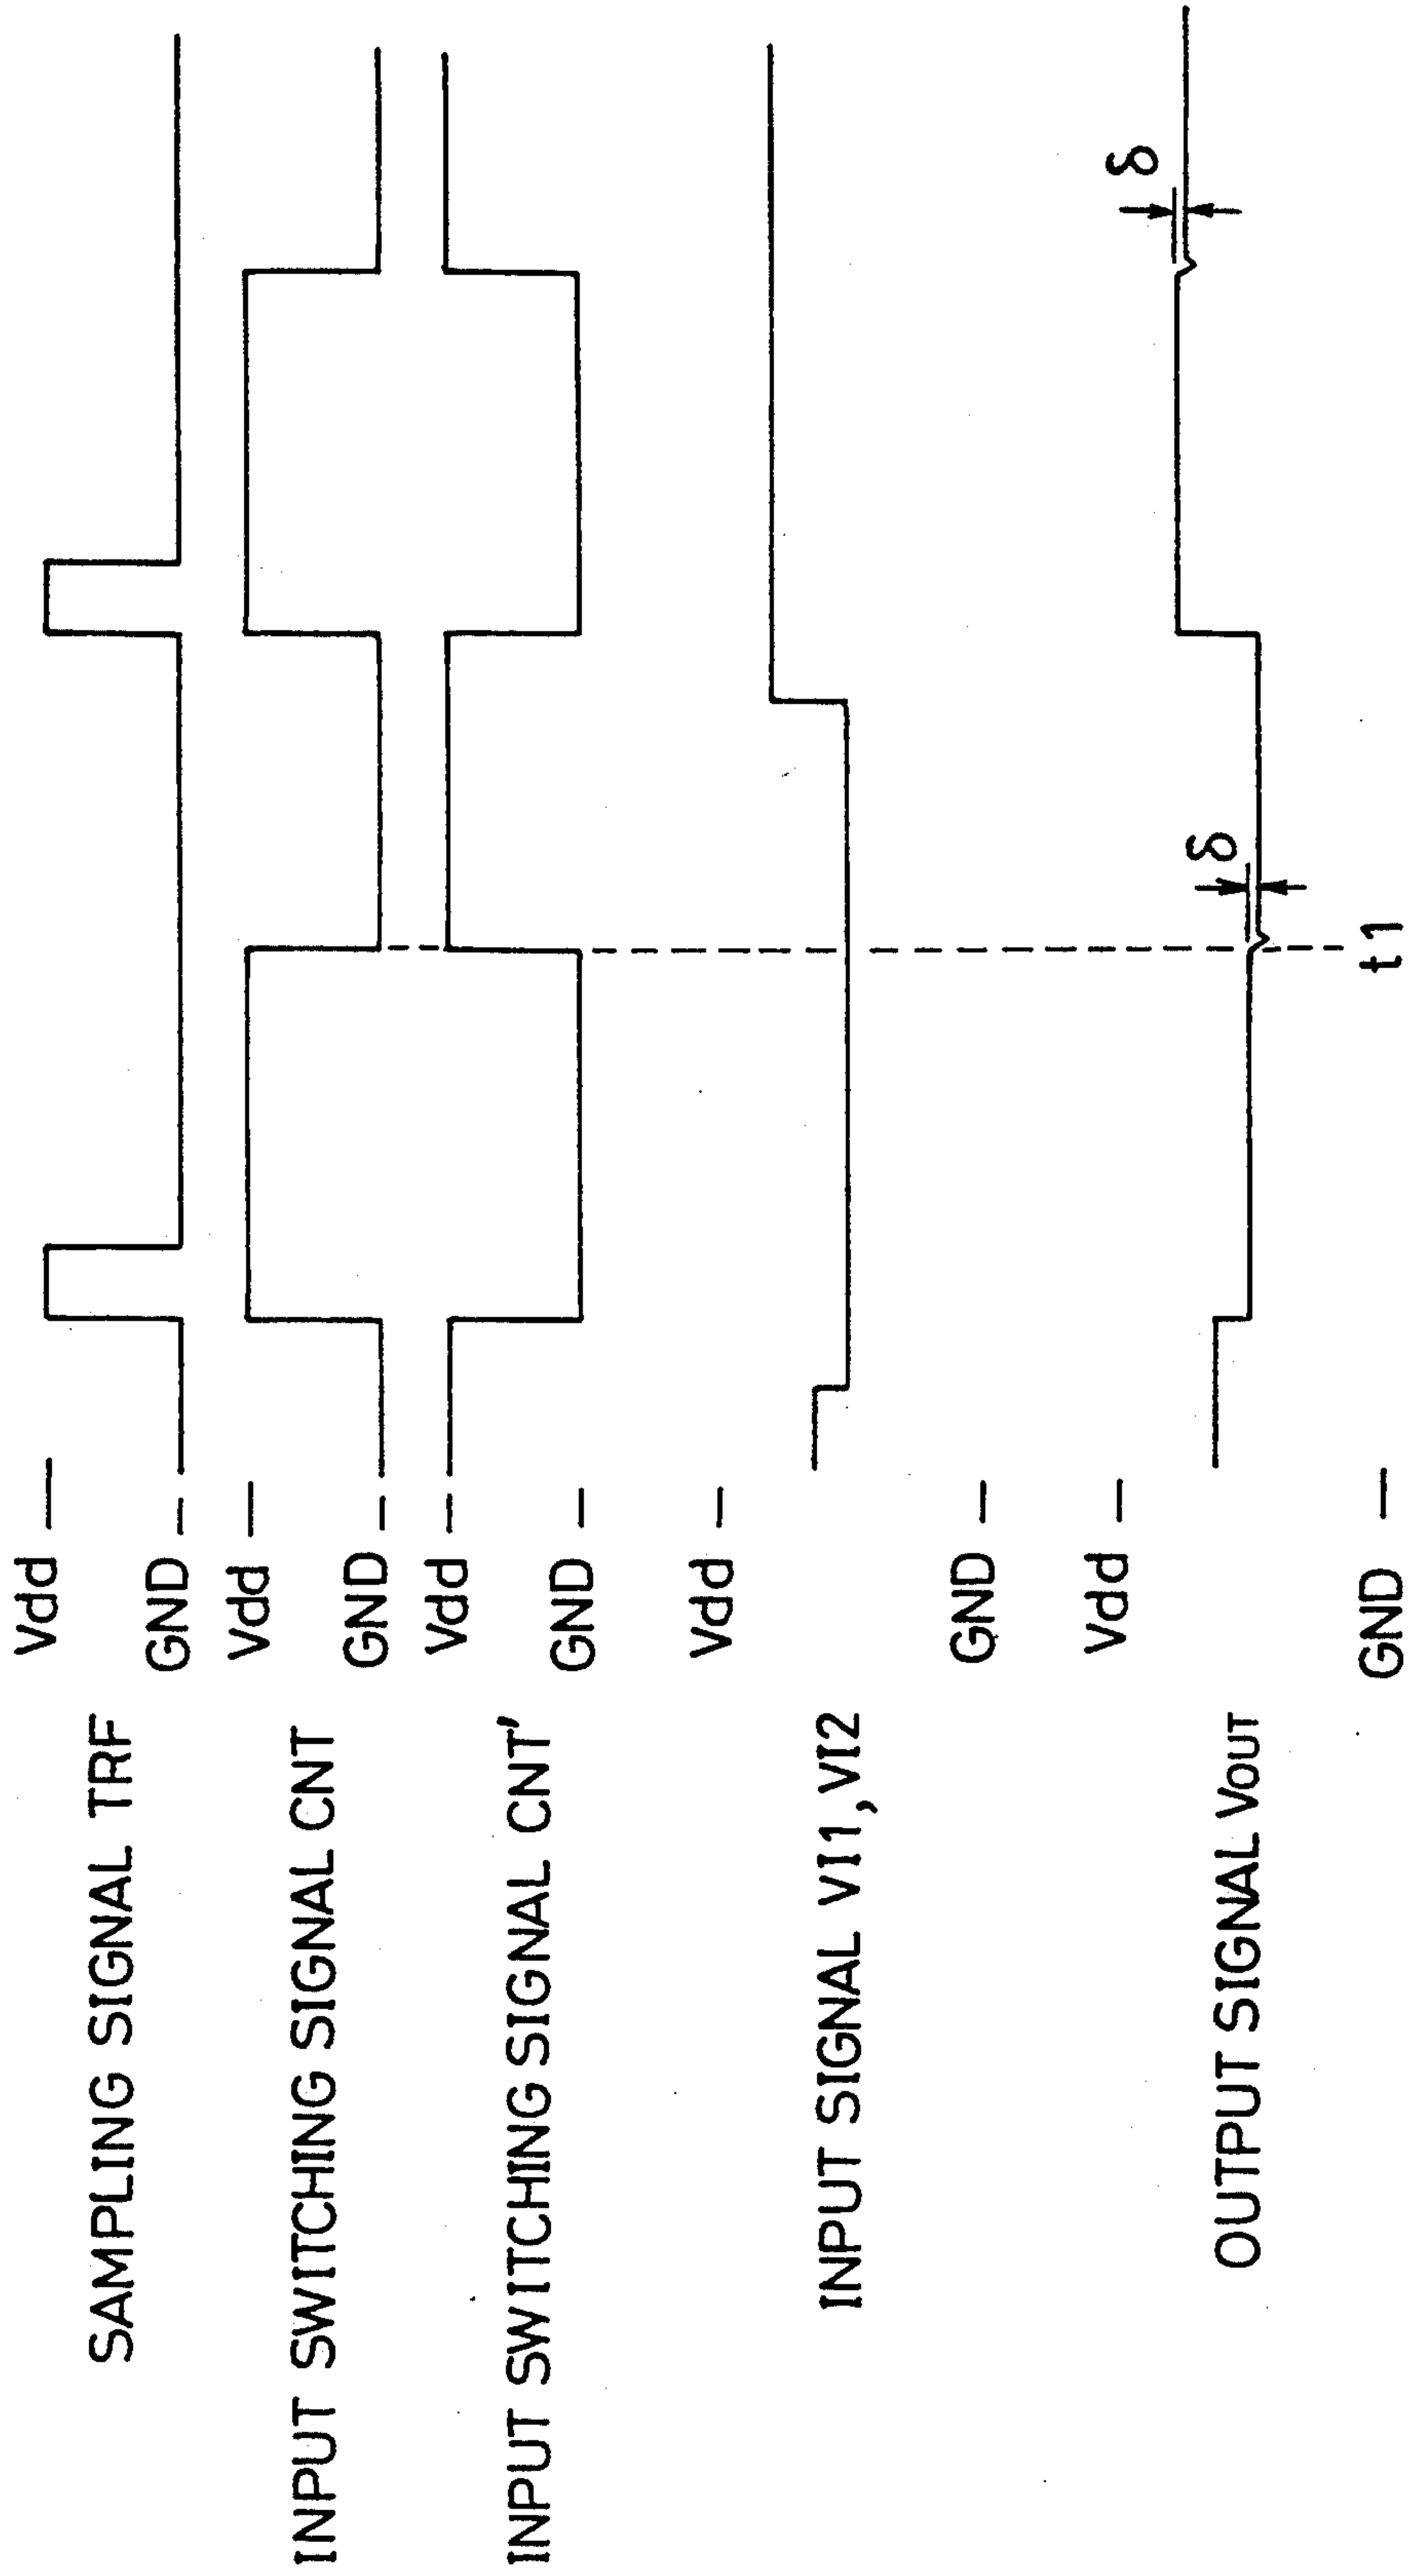 SAMPLING SIGNAL TRF
Vdd
GND
INPUT SWITCHING SIGNAL CNT
Vdd
GND
INPUT SWITCHING SIGNAL CNT'
Vdd
GND
INPUT SIGNAL VI1,VI2
Vdd
GND
OUTPUT SIGNAL VOUT
Vdd
GND
δ
δ
t1